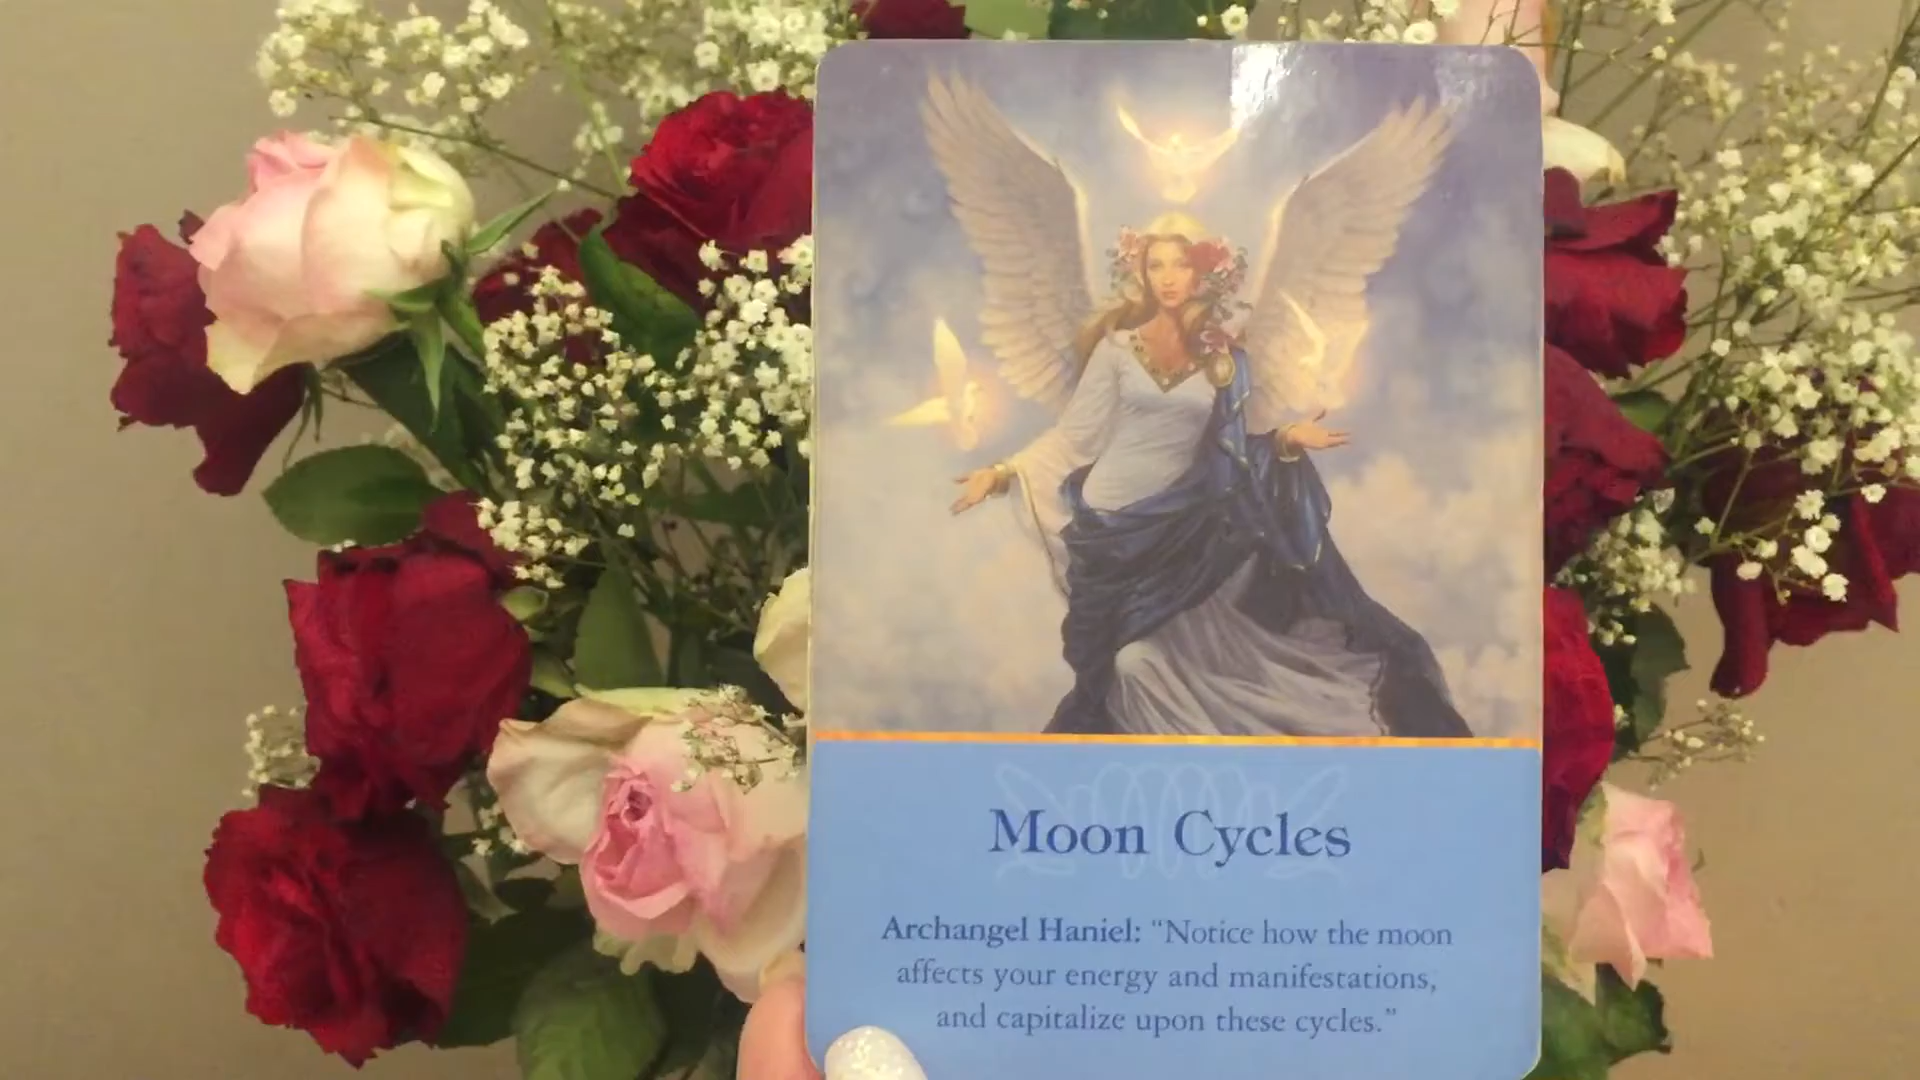 Moon Cycles
Archangel Haniel: “Notice how the moon
affects your energy and manifestations,
and capitalize upon these cycles.”